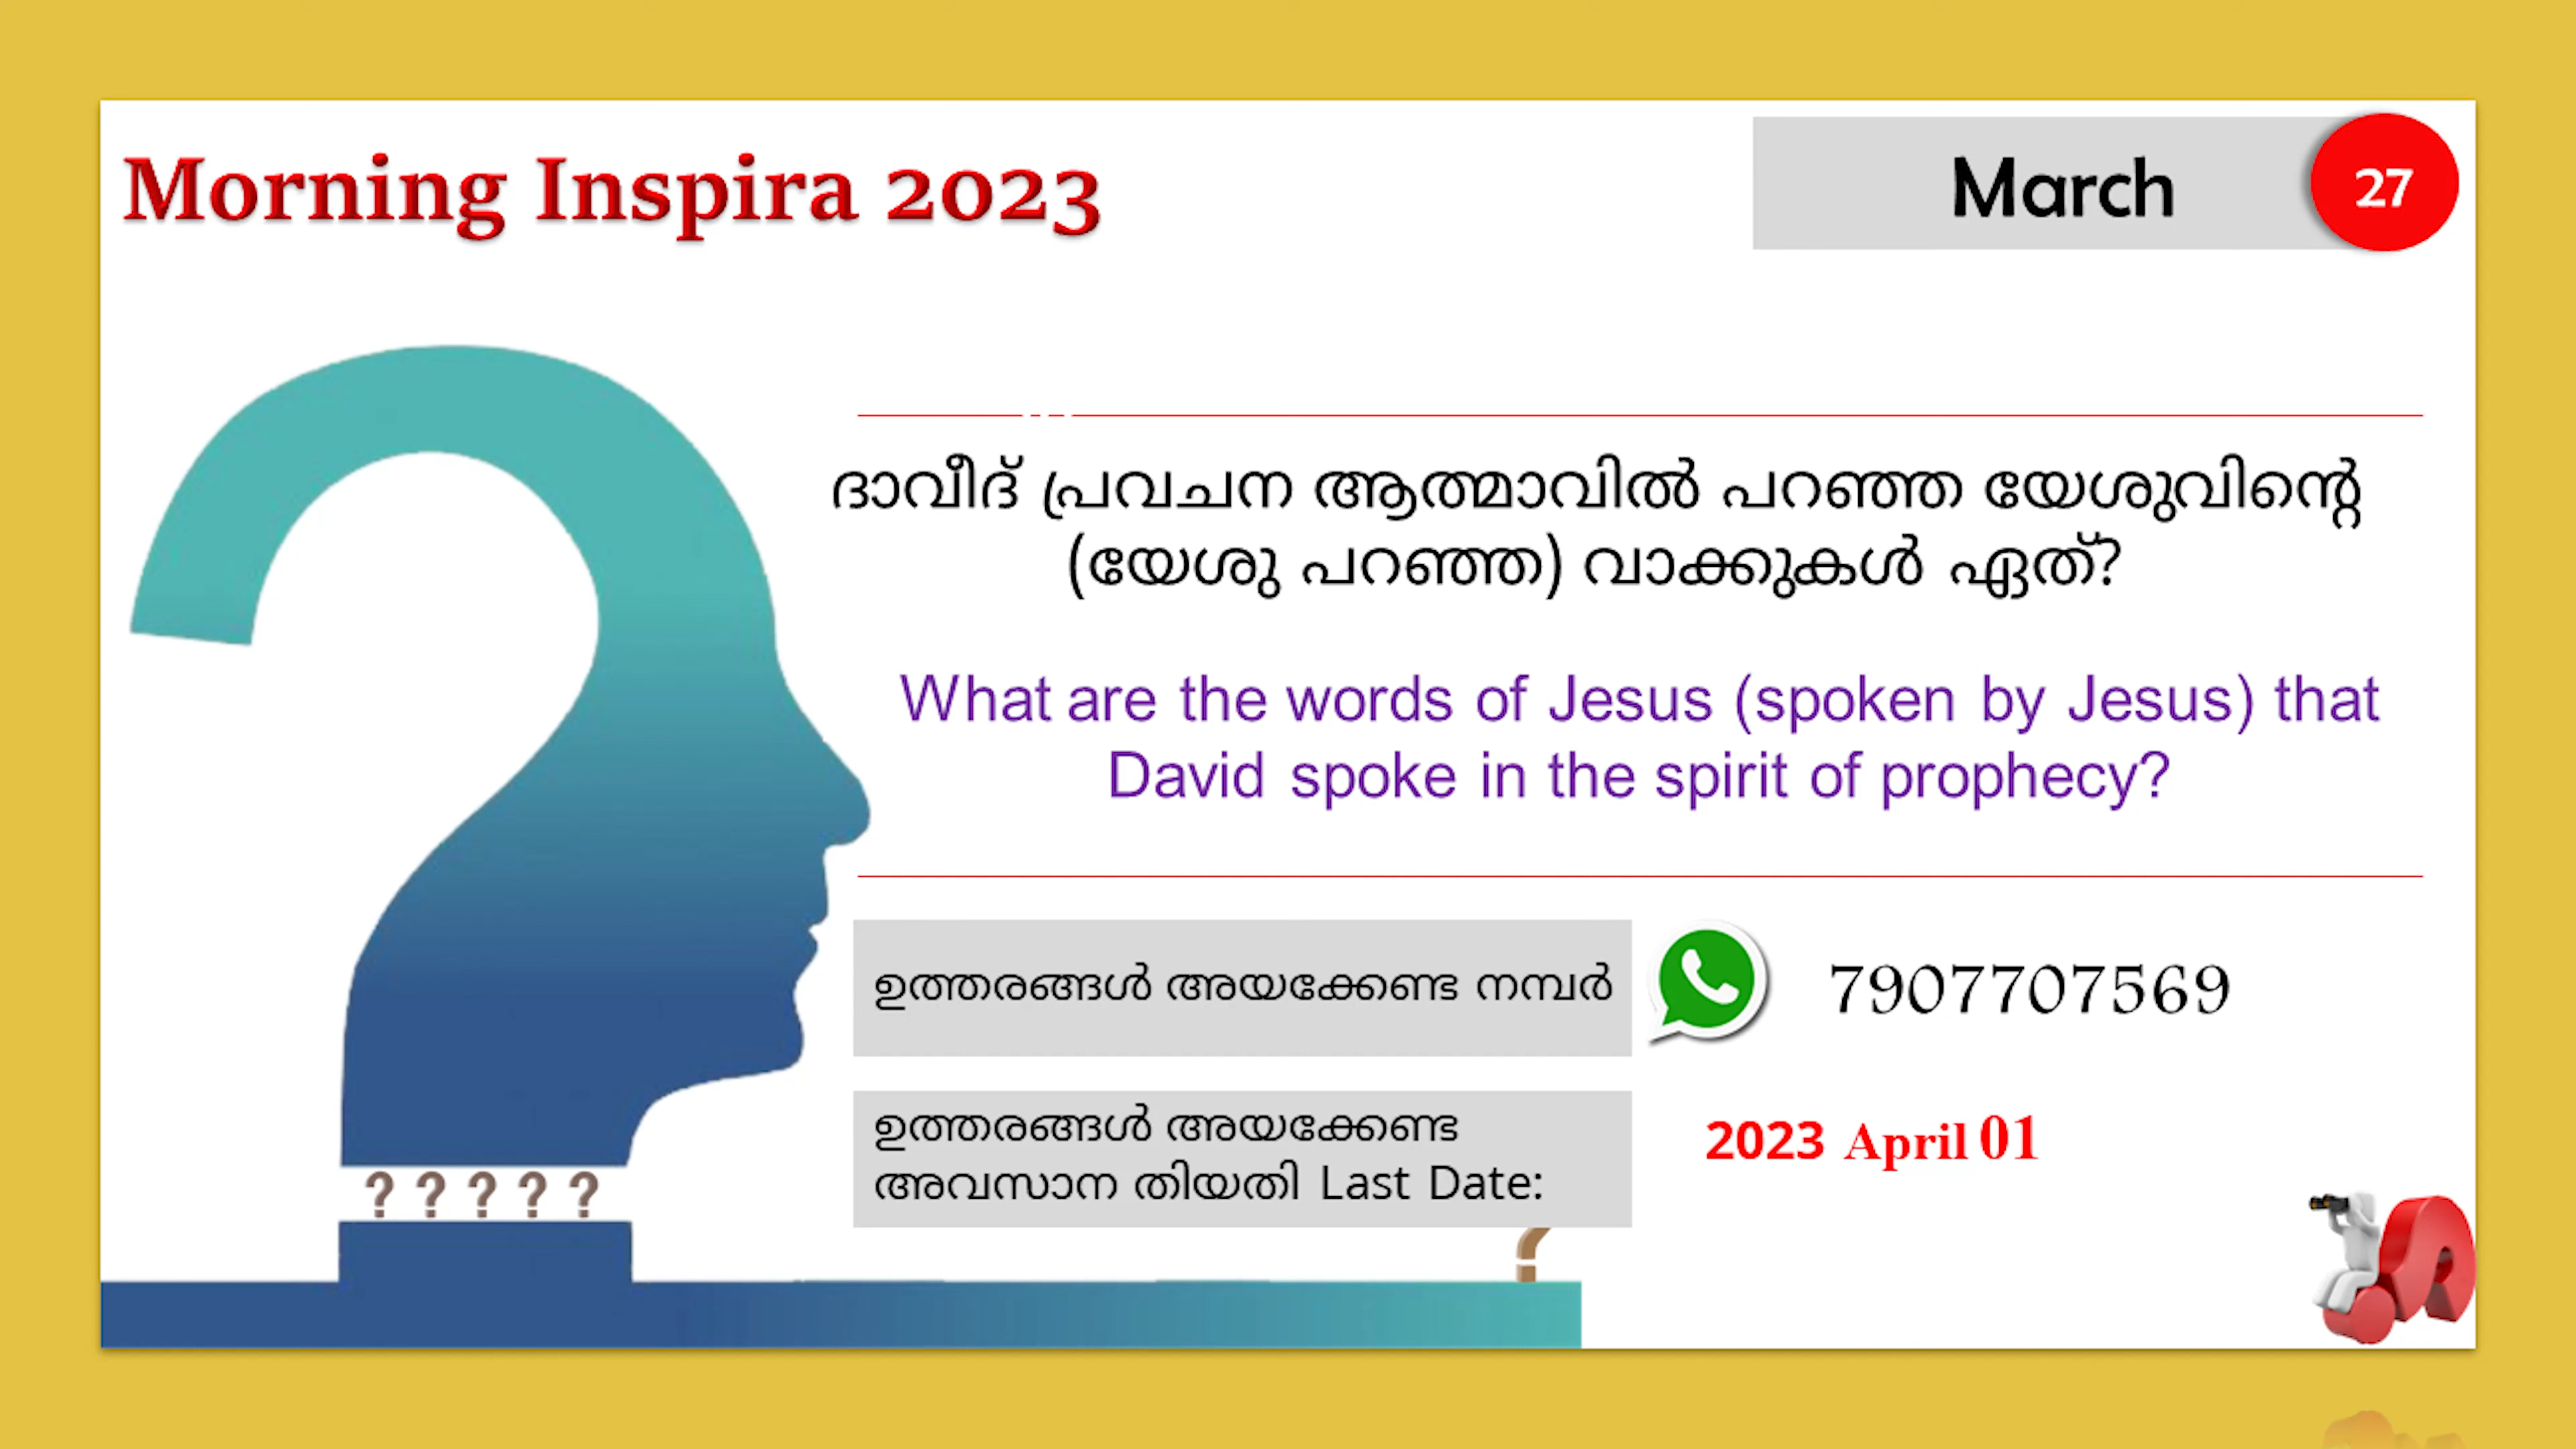 Morning Inspira 2023
March 27
ദാവീദ് പ്രവചന ആത്മാവിൽ പറഞ്ഞ യേശുവിന്റെ
(യേശു പറഞ്ഞ) വാക്കുകൾ ഏത്?
What are the words of Jesus (spoken by Jesus) that
David spoke in the spirit of prophecy?
ഉത്തരങ്ങൾ അയക്കേണ്ട നമ്പർ
7907707569
ഉത്തരങ്ങൾ അയക്കേണ്ട
അവസാന തിയതി Last Date:
2023 April 01
? ? ? ? ?